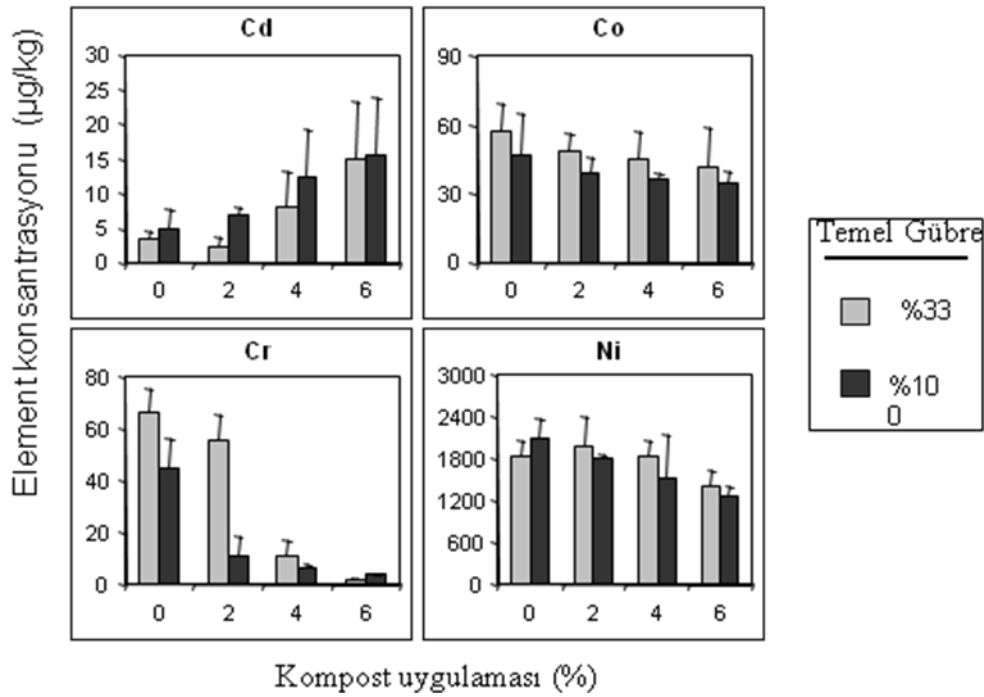 Element konsantrasyonu (µg/kg)
Cd
30
25
20
15
10
5
0
0 2 4 6
Co
90
60
30
0
0 2 4 6
Cr
80
60
40
20
0
0 2 4 6
Ni
3000
2400
1800
1200
600
0
0 2 4 6
Kompost uygulaması (%)
Temel Gübre
%33
%10
0